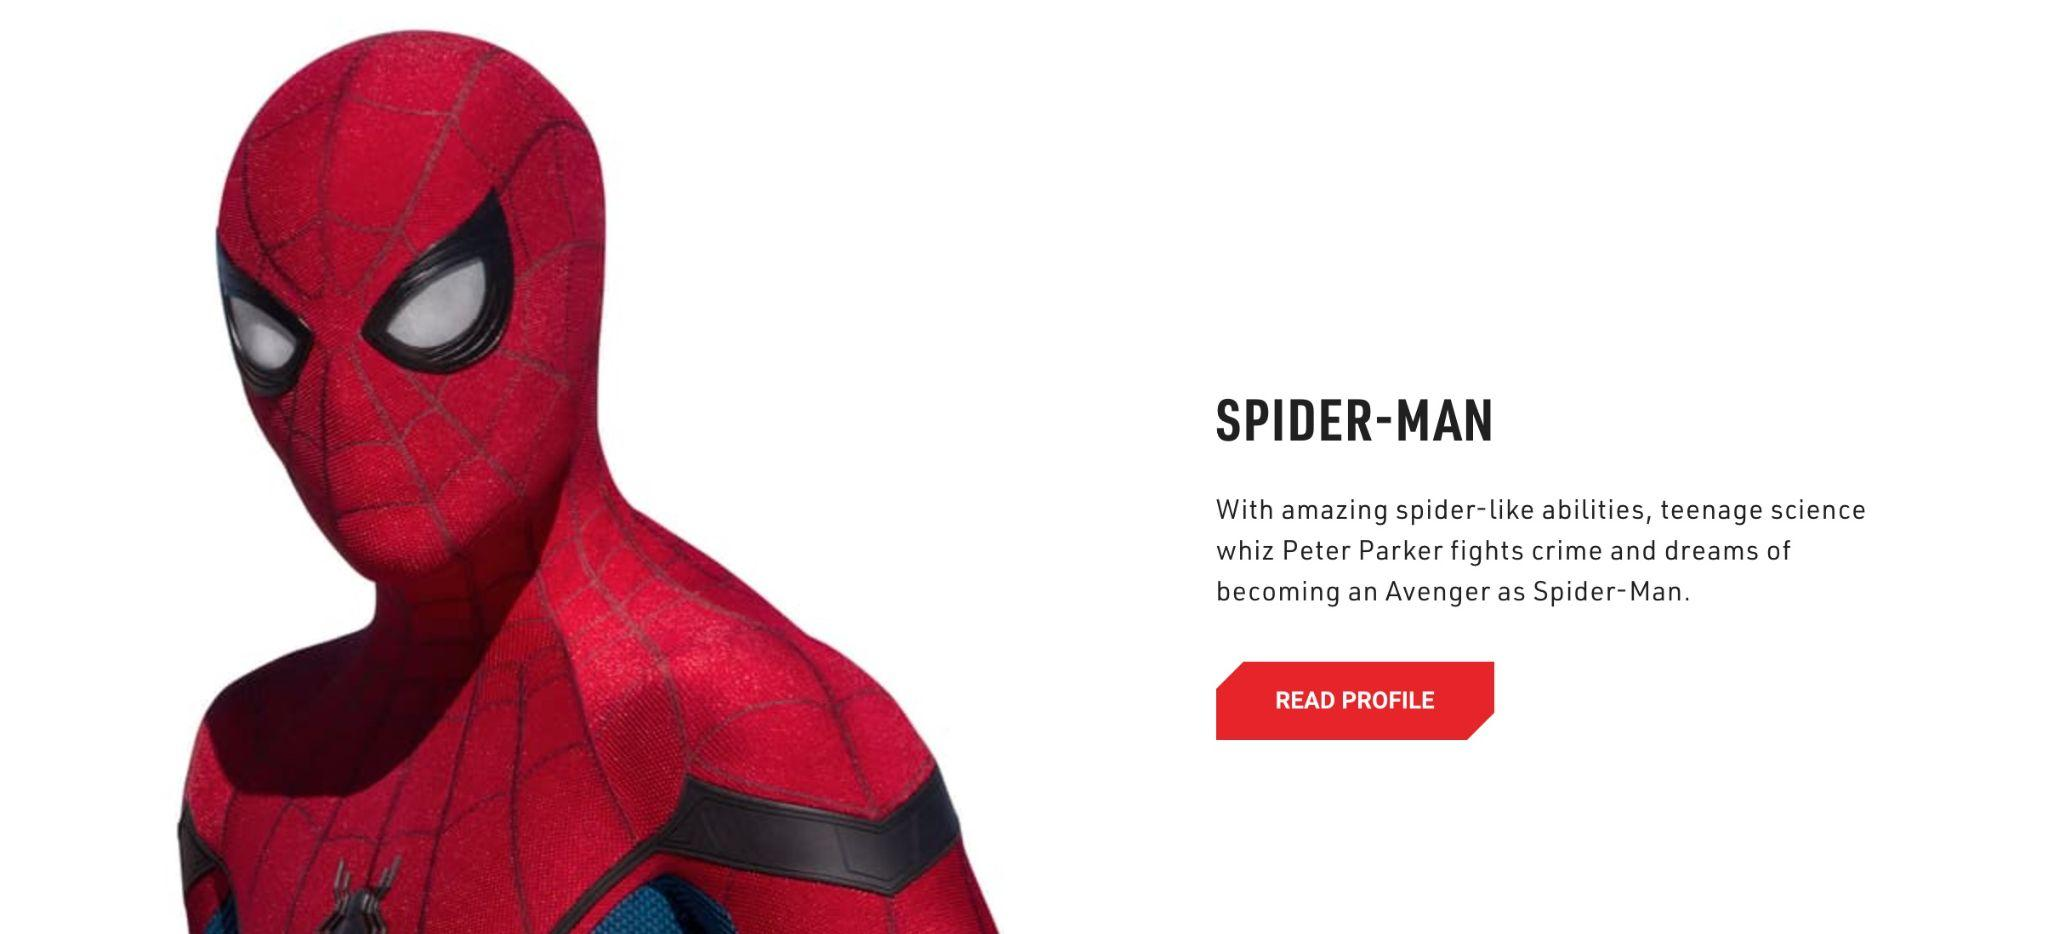 SPIDER-MAN
With amazing spider-like abilities, teenage science
whiz Peter Parker fights crime and dreams of
becoming an Avenger as Spider-Man.
READ PROFILE